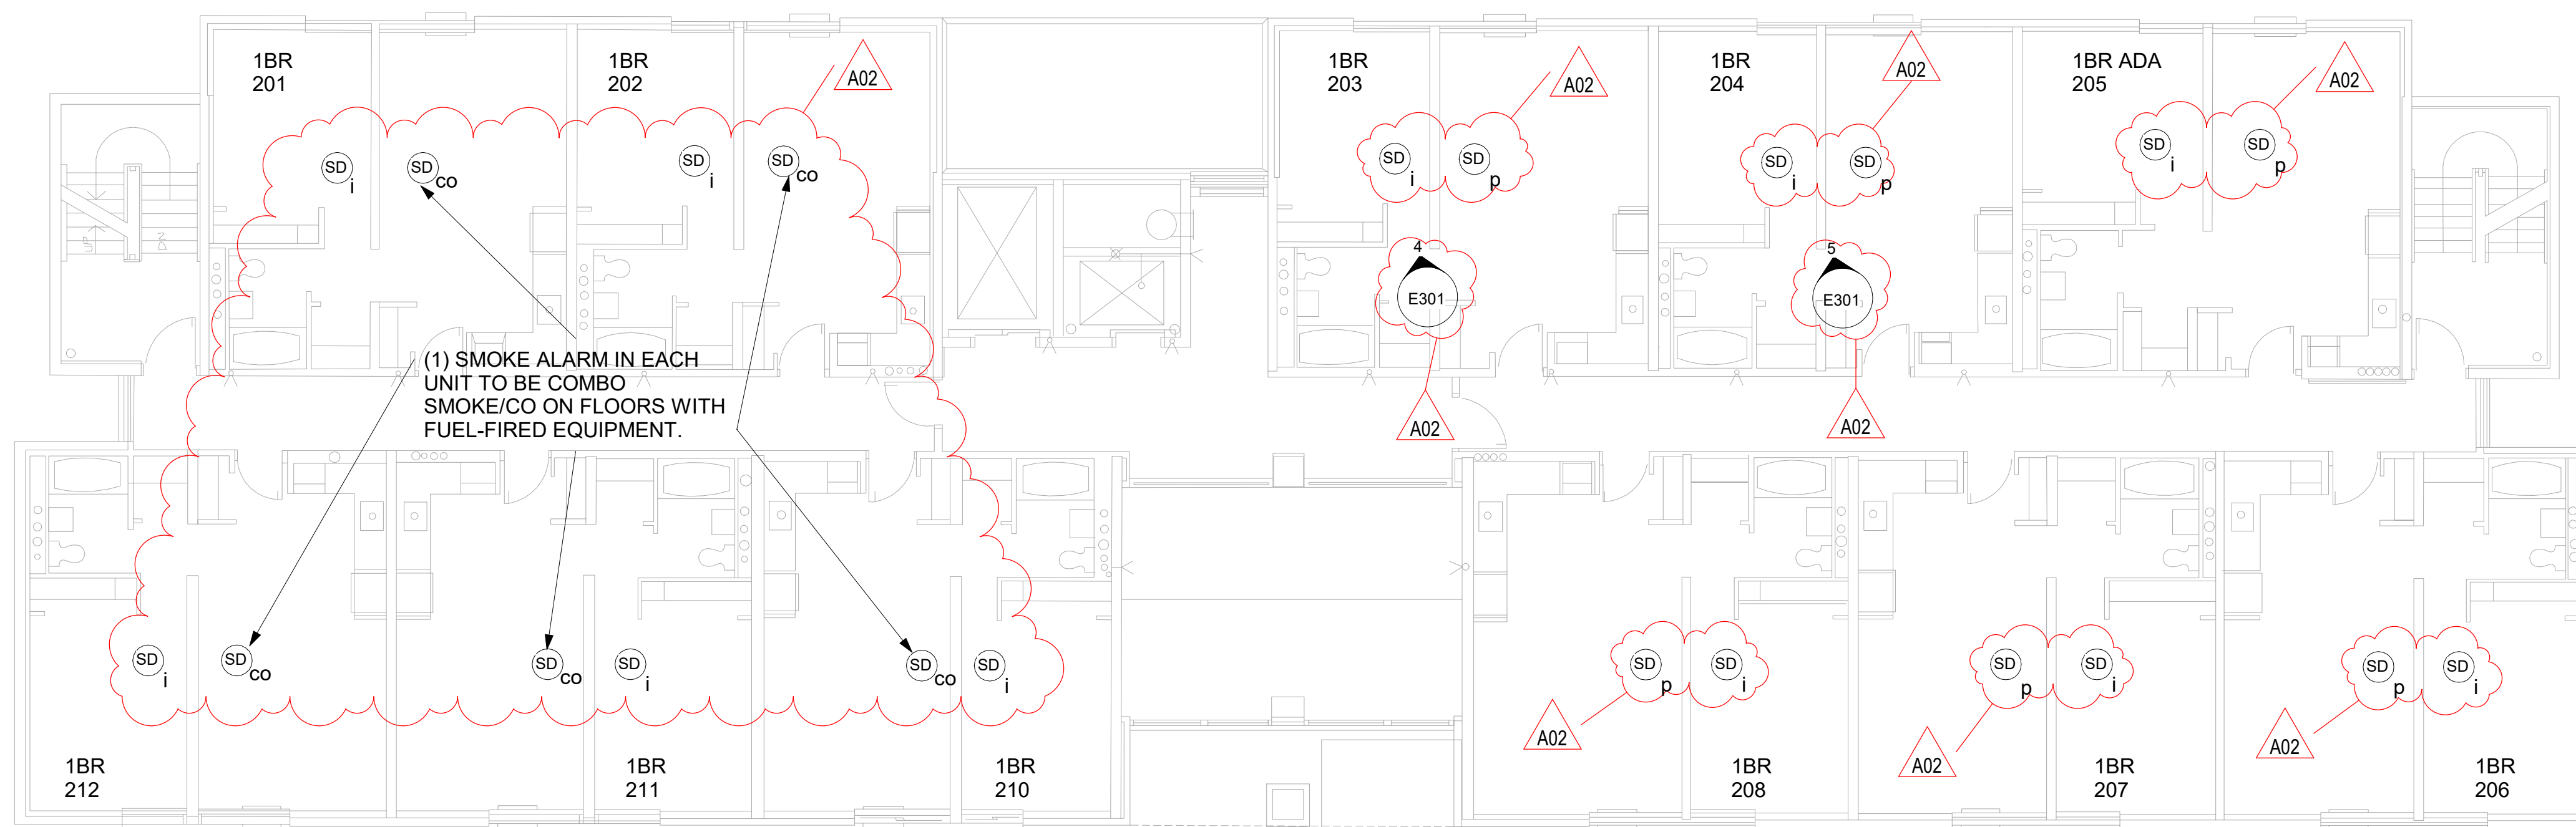 1BR
201
1BR
202
A02
1BR
203
A02
1BR
204
A02
1BR ADA
205
A02
SD
i
SD
co
SD
i
SD
co
SD
i
SD
p
SD
i
SD
p
SD
i
SD
p
UP
DN
4
E301
5
E301
(1) SMOKE ALARM IN EACH
UNIT TO BE COMBO
SMOKE/CO ON FLOORS WITH
FUEL-FIRED EQUIPMENT.
A02
A02
SD
i
SD
co
SD
co
SD
i
SD
co
SD
i
SD
p
SD
i
SD
p
SD
i
SD
p
SD
i
A02
A02
A02
1BR
212
1BR
211
1BR
210
1BR
208
1BR
207
1BR
206